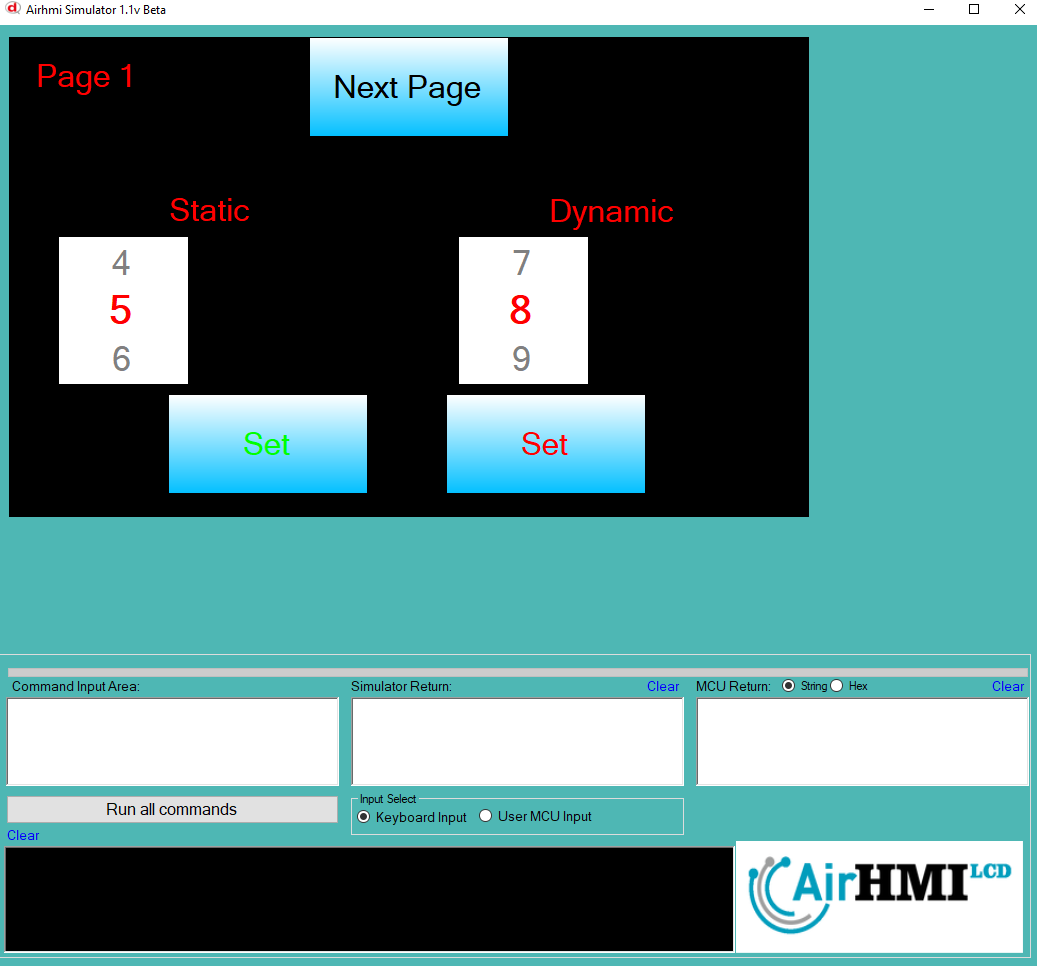 Airhmi Simulator 1.1v Beta
Page 1
Next Page
Static
Dynamic
4
5
6
7
8
9
Set
Set
Command Input Area:
Simulator Return:
Clear
MCU Return:
String
Hex
Clear
Run all commands
Input Select
Keyboard Input
User MCU Input
Clear
AirHMI LCD